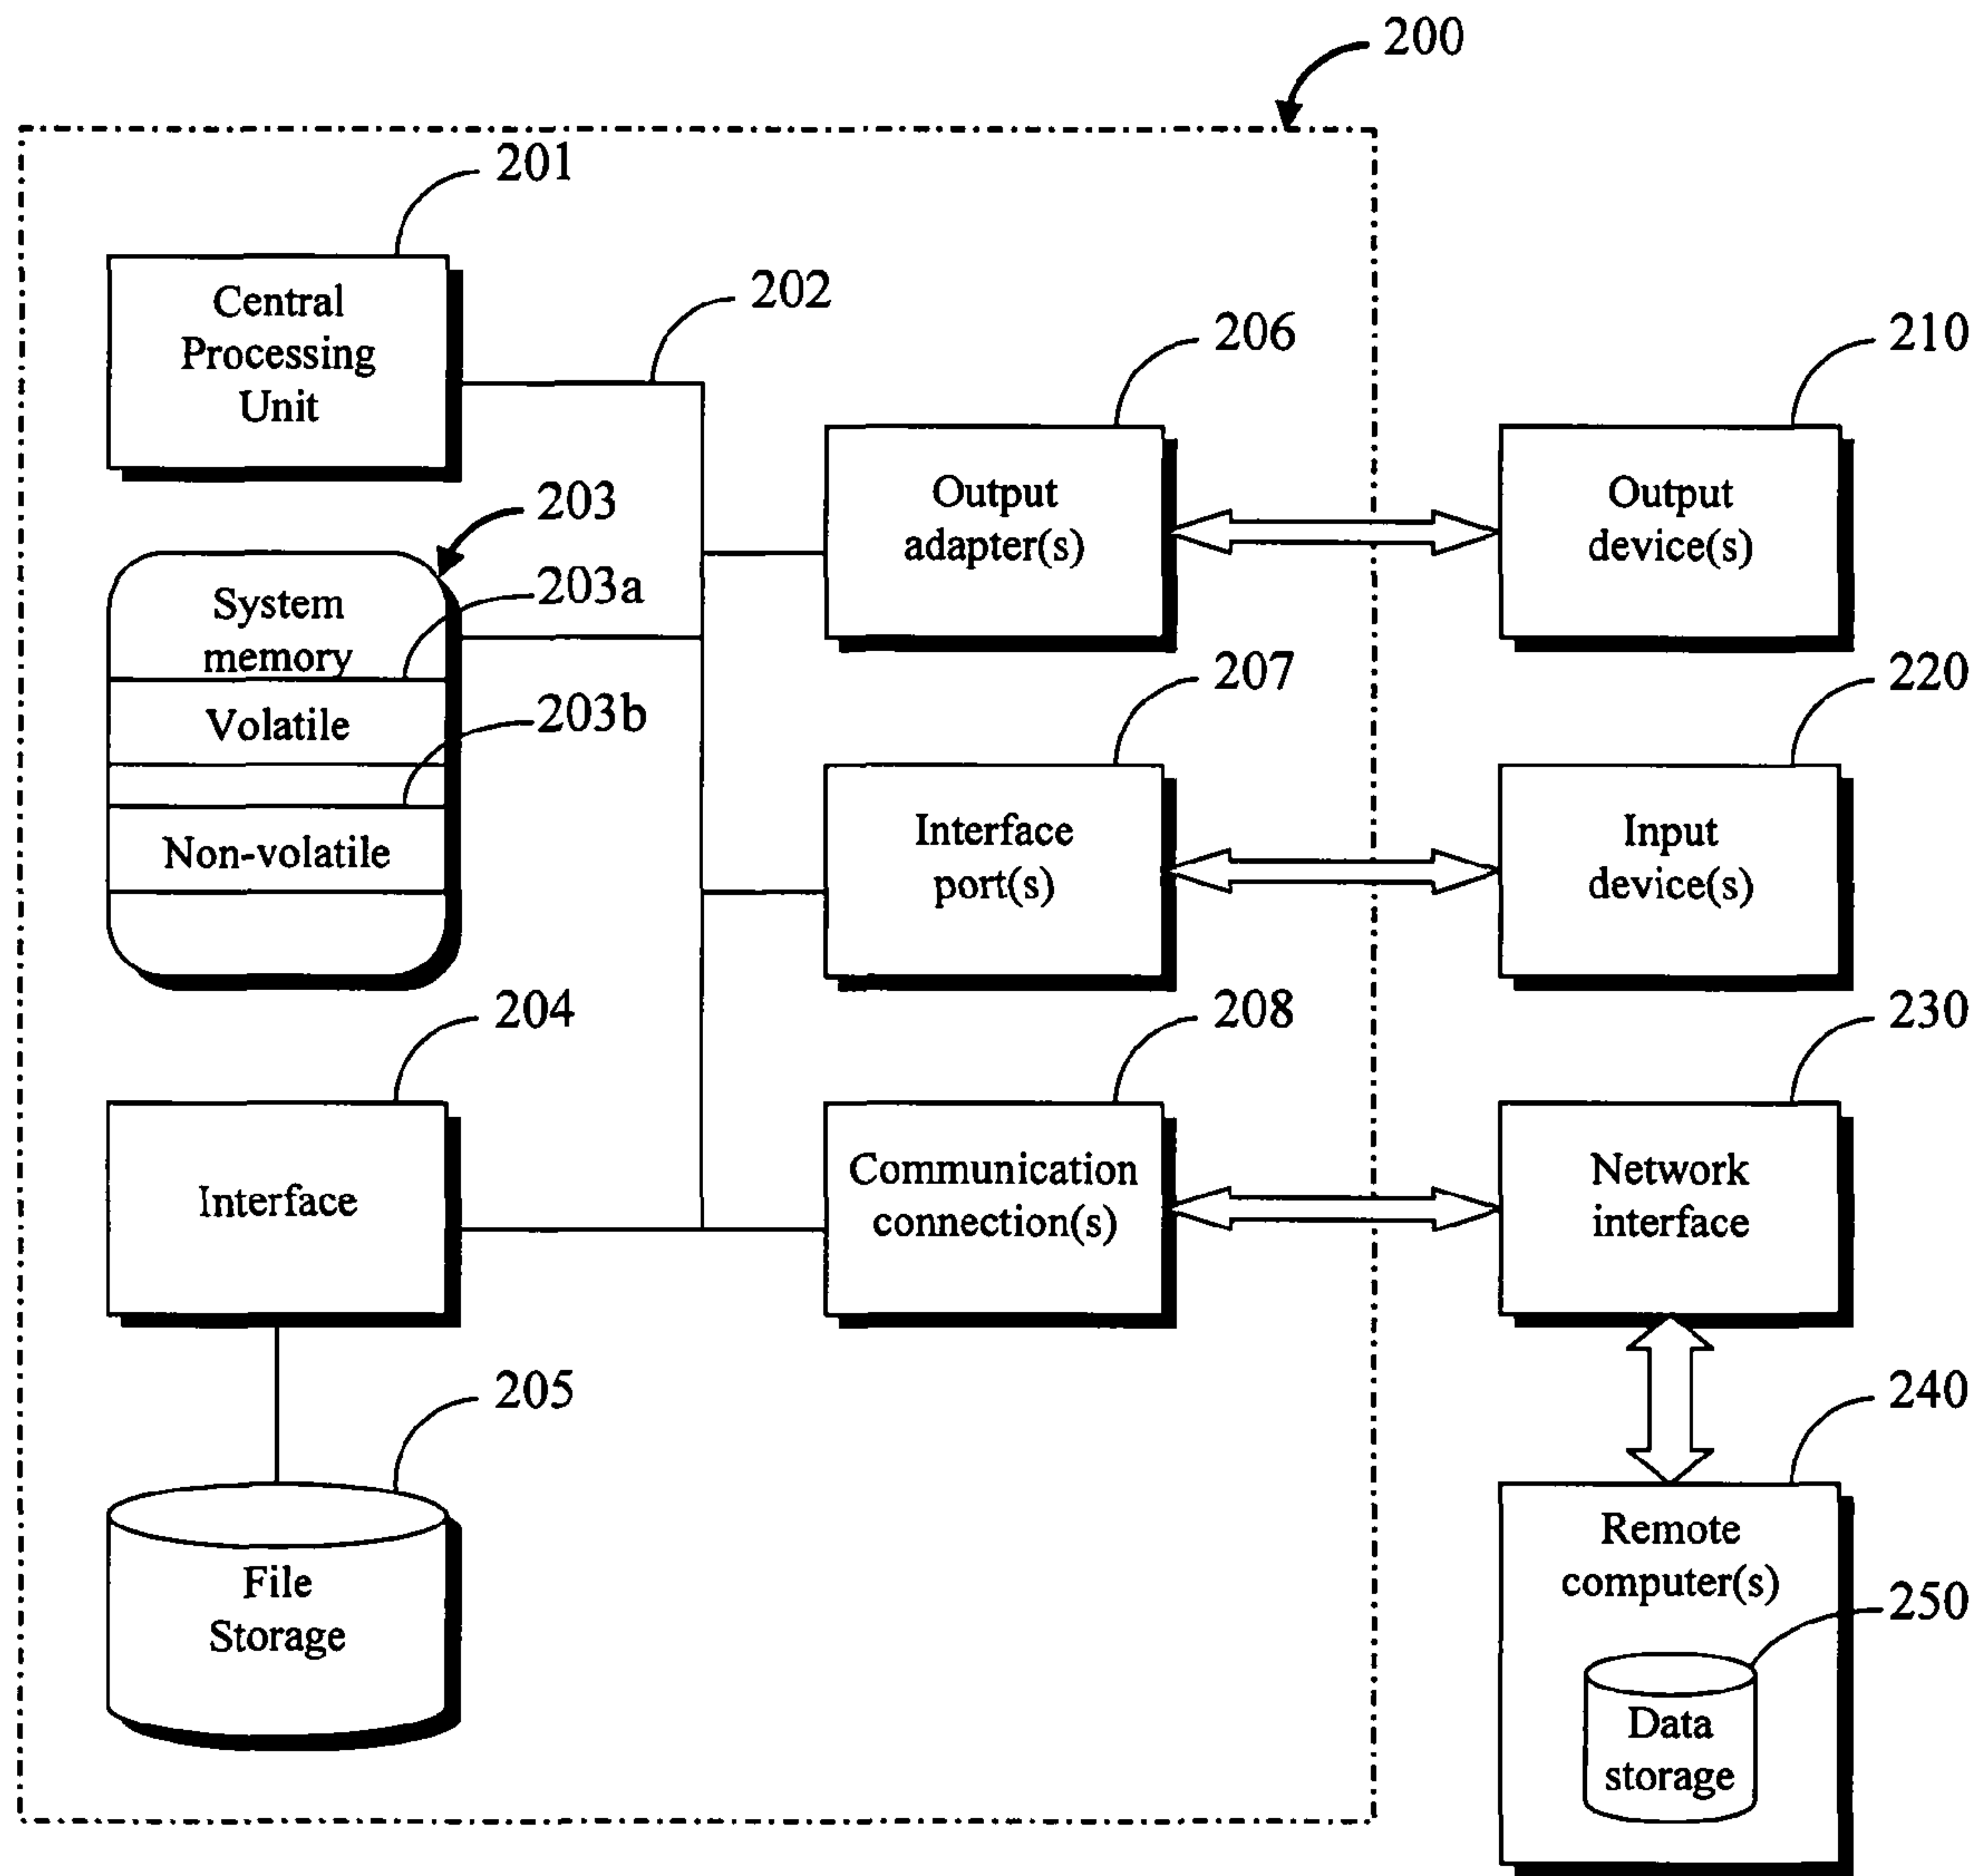 200
201
Central
Processing
Unit
202
203
System
memory
203a
Volatile
203b
Non-volatile
204
Interface
205
File
Storage
206
Output
adapter(s)
207
Interface
port(s)
208
Communication
connection(s)
210
Output
device(s)
220
Input
device(s)
230
Network
interface
240
Remote
computer(s)
250
Data
storage